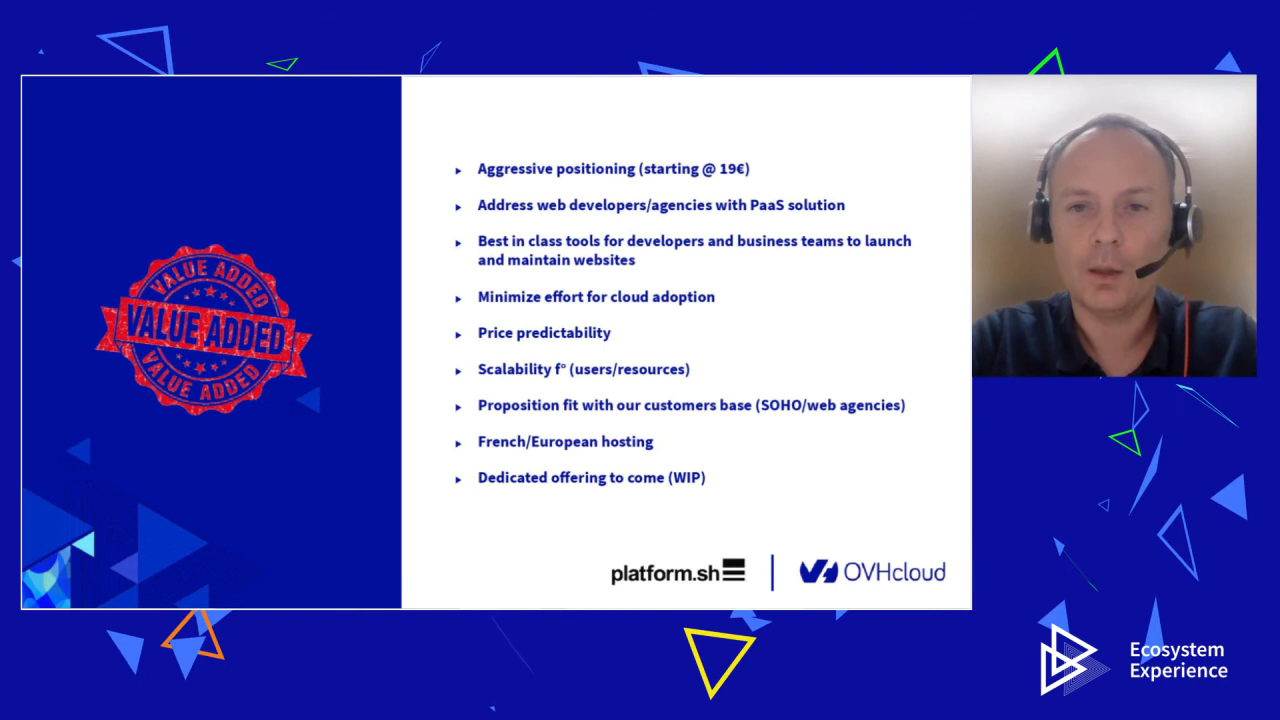 VALUE ADDED
VALUE ADDED
VALUE ADDED
Aggressive positioning (starting @ 19€)
Address web developers/agencies with PaaS solution
Best in class tools for developers and business teams to launch
and maintain websites
Minimize effort for cloud adoption
Price predictability
Scalability f° (users/resources)
Proposition fit with our customers base (SOHO/web agencies)
French/European hosting
Dedicated offering to come (WIP)
platform.sh
OVHcloud
Ecosystem
Experience